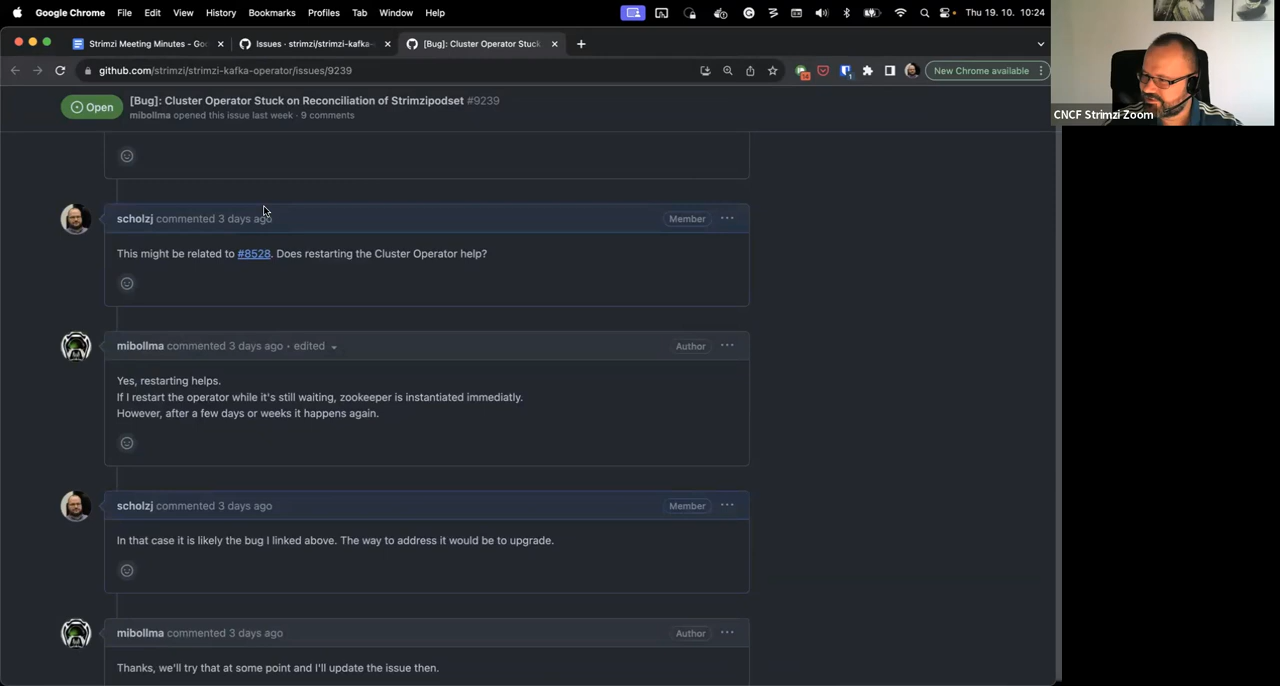 Google Chrome File Edit View History Bookmarks Profiles Tab Window Help Thu 19. 10. 10:24
Strimzi Meeting Minutes - Goo
Issues · strimzi/strimzi-kafka-
[Bug]: Cluster Operator Stuck
github.com/strimzi/strimzi-kafka-operator/issues/9239
New Chrome available
CNCF Strimzi Zoom
Open
[Bug]: Cluster Operator Stuck on Reconciliation of Strimzipodset #9239
mibollma opened this issue last week · 9 comments
scholzj commented 3 days ago Member
This might be related to #8528. Does restarting the Cluster Operator help?
mibollma commented 3 days ago · edited Author
Yes, restarting helps.
If I restart the operator while it's still waiting, zookeeper is instantiated immediatly.
However, after a few days or weeks it happens again.
scholzj commented 3 days ago Member
In that case it is likely the bug I linked above. The way to address it would be to upgrade.
mibollma commented 3 days ago Author
Thanks, we'll try that at some point and I'll update the issue then.